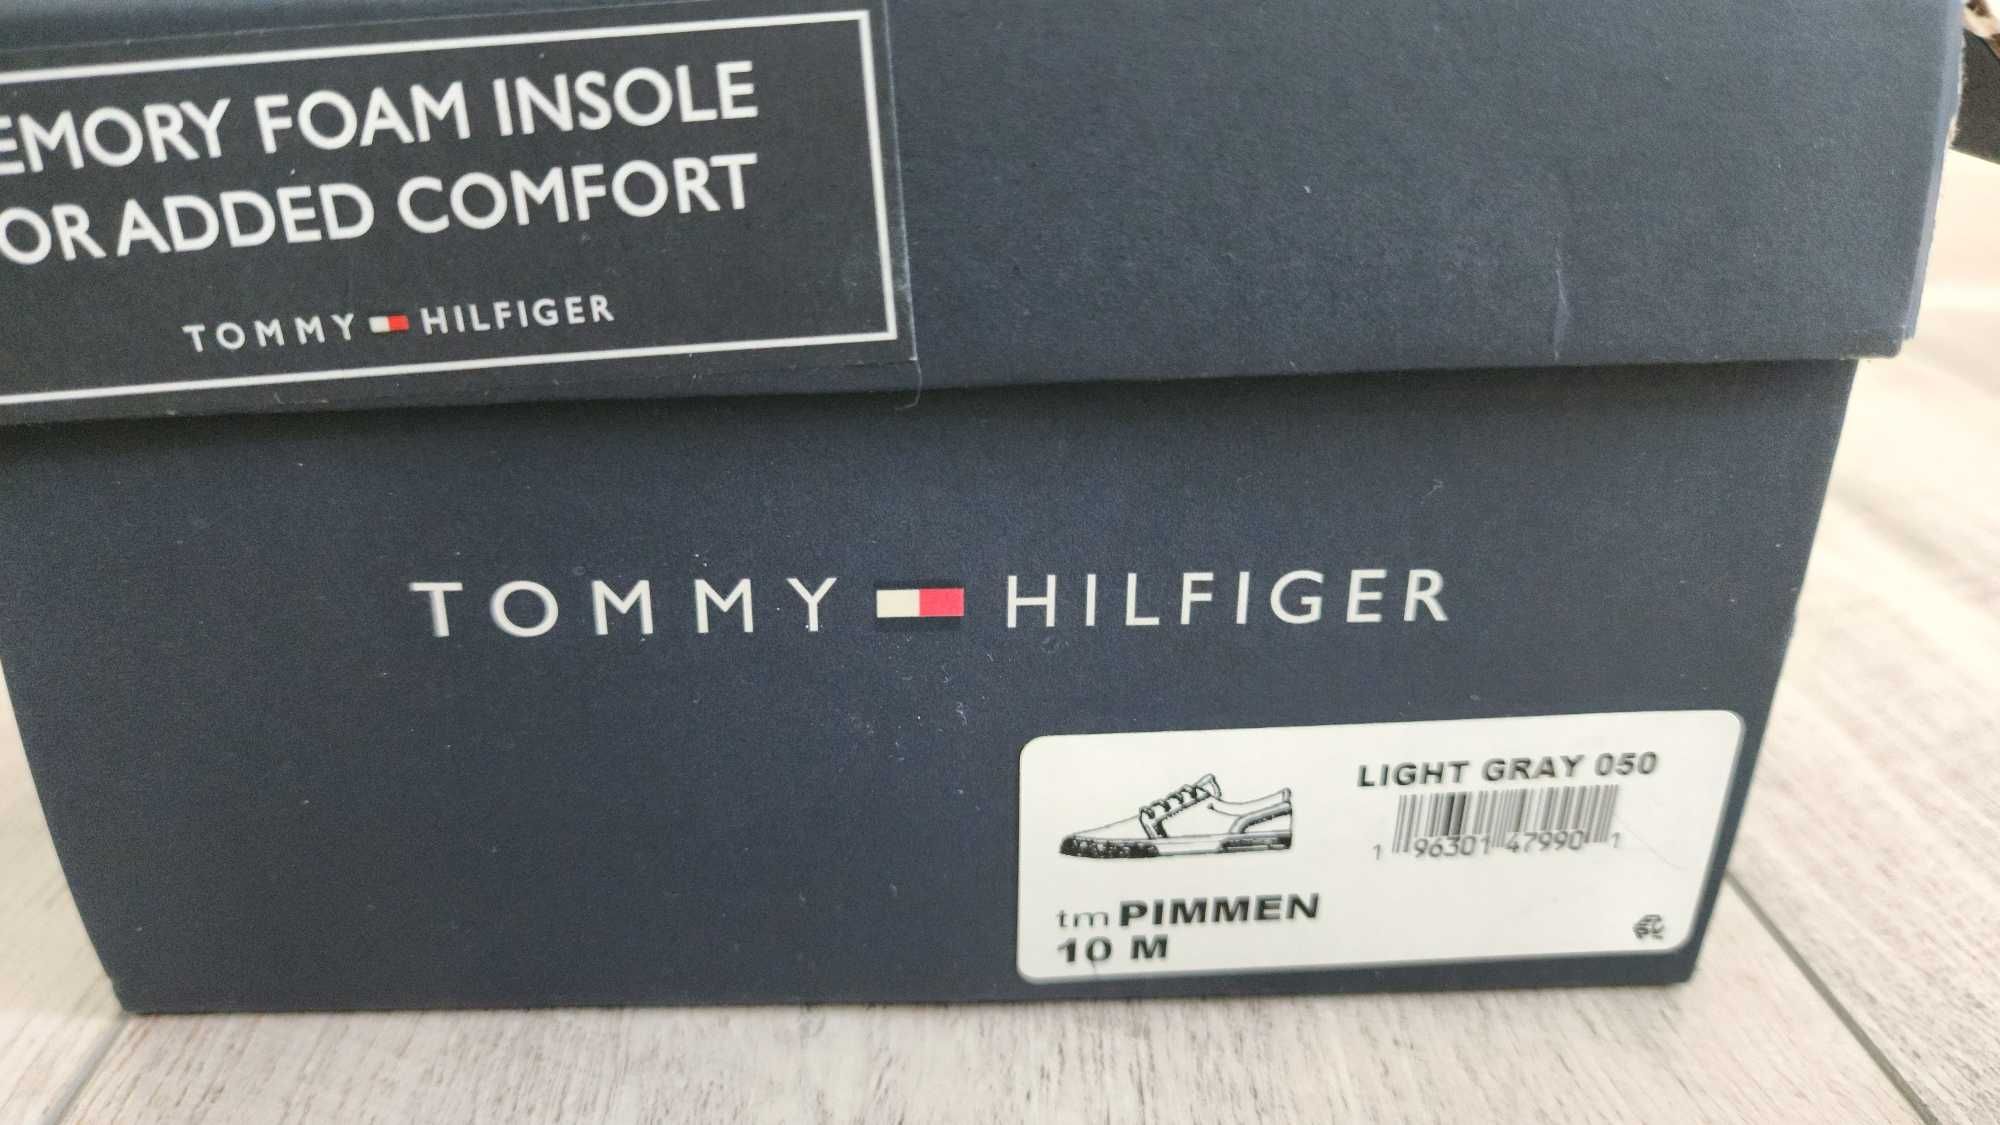 EMORY FOAM INSOLE
OR ADDED COMFORT
TOMMY HILFIGER
TOMMY HILFIGER
LIGHT GRAY 050
1 96301 47990 1
tm PIMMEN
10 M